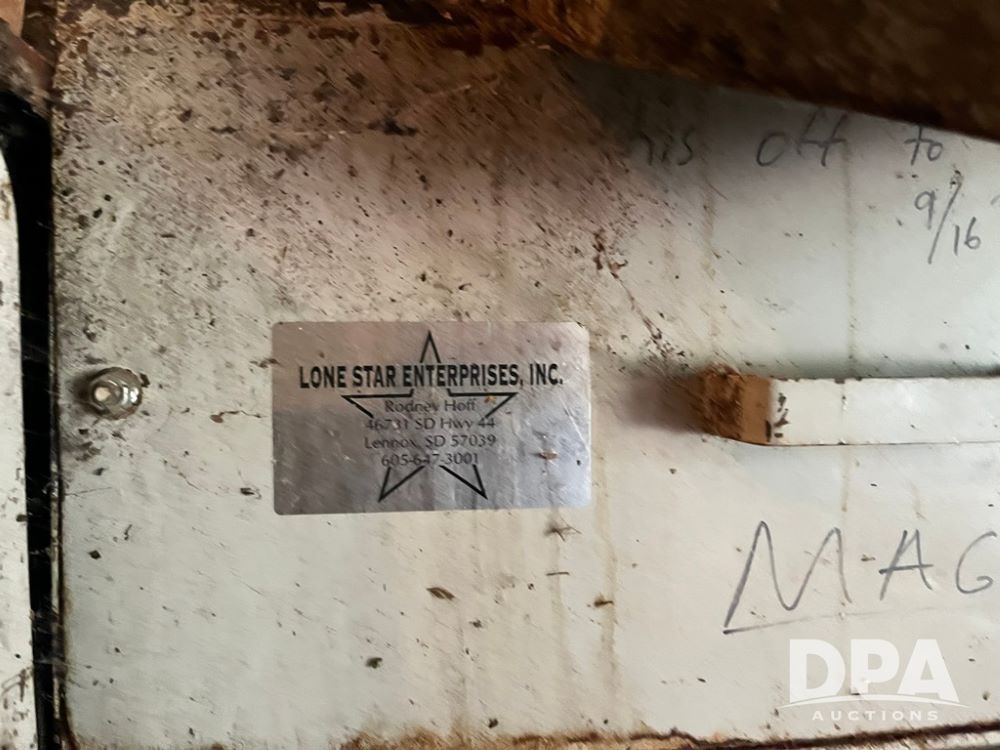 his off to
9/16
LONE STAR ENTERPRISES, INC.
Rodney Hoff
46731 SD Hwy 44
Lennox, SD 57039
605-647-3001
MAG
DPA
AUCTIONS